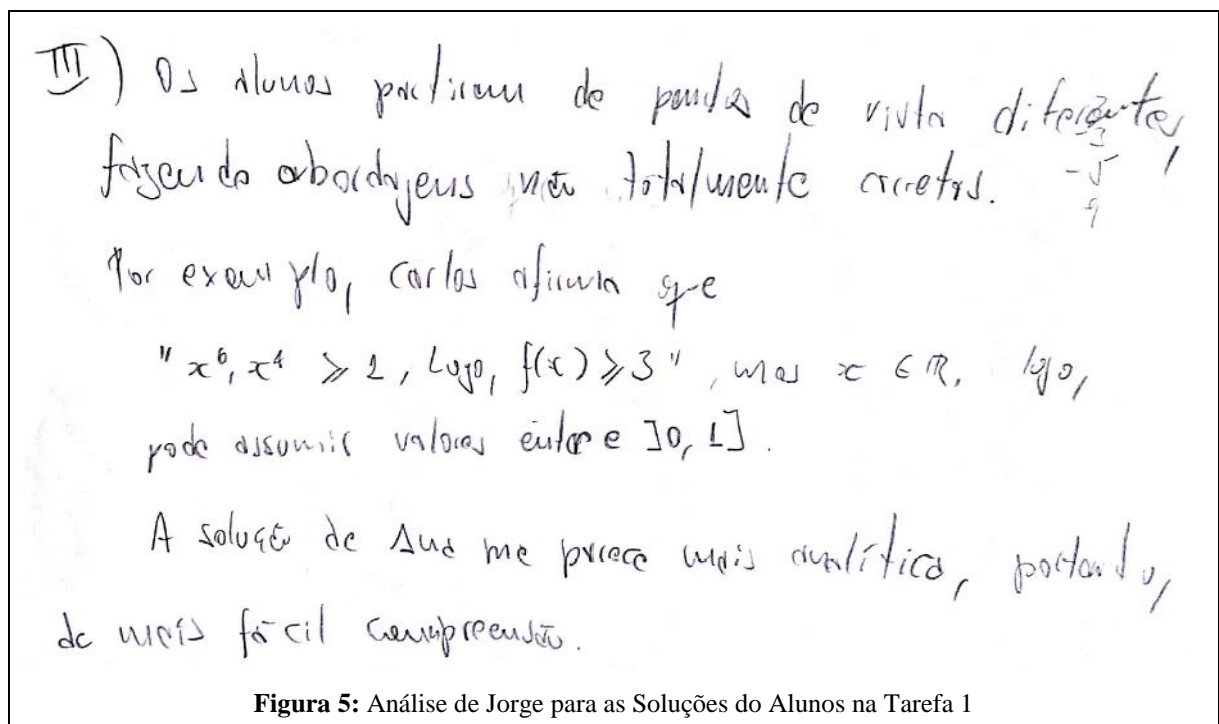 III) Os alunos partiram de pontos de vista diferentes,
fazendo abordagens não totalmente corretas.
Por exemplo, Carlos afirma que
"x⁶, x⁴ ⩾ 1, Logo, f(x) ⩾ 3", mas x ∈ ℝ, logo,
pode assumir valores entre ]0, 1].
A solução de Ana me parece mais analítica, portanto,
de mais fácil compreensão.
Figura 5: Análise de Jorge para as Soluções do Alunos na Tarefa 1